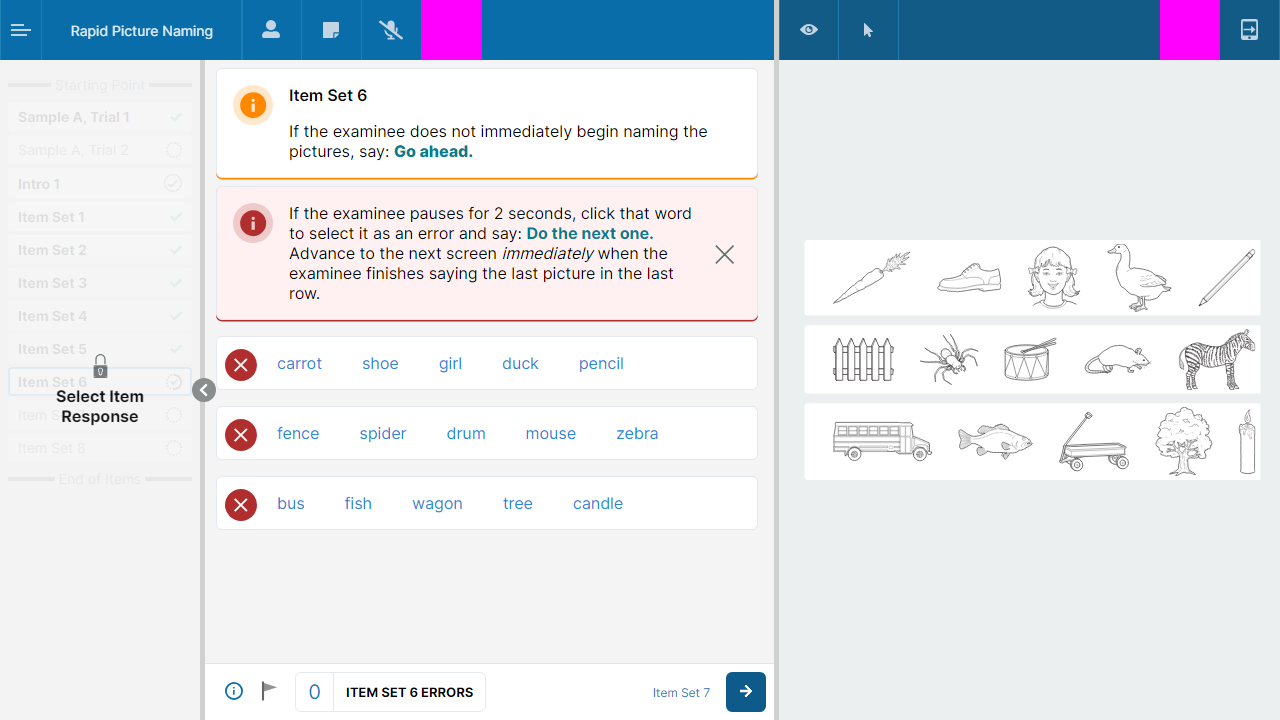 Rapid Picture Naming
Starting Point
Sample A, Trial 1
Sample A, Trial 2
Intro 1
Item Set 1
Item Set 2
Item Set 3
Item Set 4
Item Set 5
Item Set 6
Select Item
Response
Item Set 8
End of Items
Item Set 6
If the examinee does not immediately begin naming the
pictures, say: Go ahead.
If the examinee pauses for 2 seconds, click that word
to select it as an error and say: Do the next one.
Advance to the next screen immediately when the
examinee finishes saying the last picture in the last
row.
carrot shoe girl duck pencil
fence spider drum mouse zebra
bus fish wagon tree candle
0 ITEM SET 6 ERRORS
Item Set 7